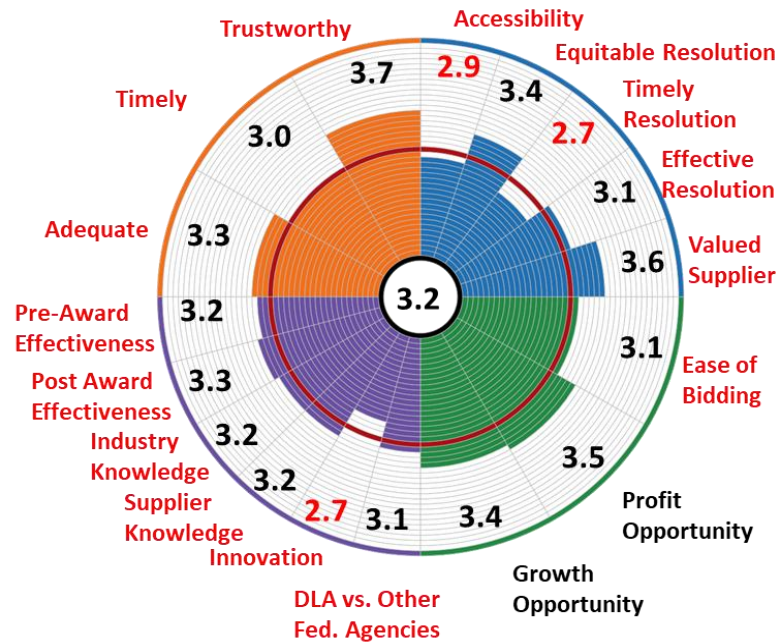 Accessibility
2.9
Equitable Resolution
3.4
Timely
Resolution
2.7
Effective
Resolution
3.1
Valued
Supplier
3.6
Ease of
Bidding
3.1
Profit
Opportunity
3.5
Growth
Opportunity
3.4
DLA vs. Other
Fed. Agencies
3.1
Innovation
2.7
Supplier
Knowledge
3.2
Industry
Knowledge
3.2
Post Award
Effectiveness
3.3
Pre-Award
Effectiveness
3.2
Adequate
3.3
Timely
3.0
Trustworthy
3.7
3.2